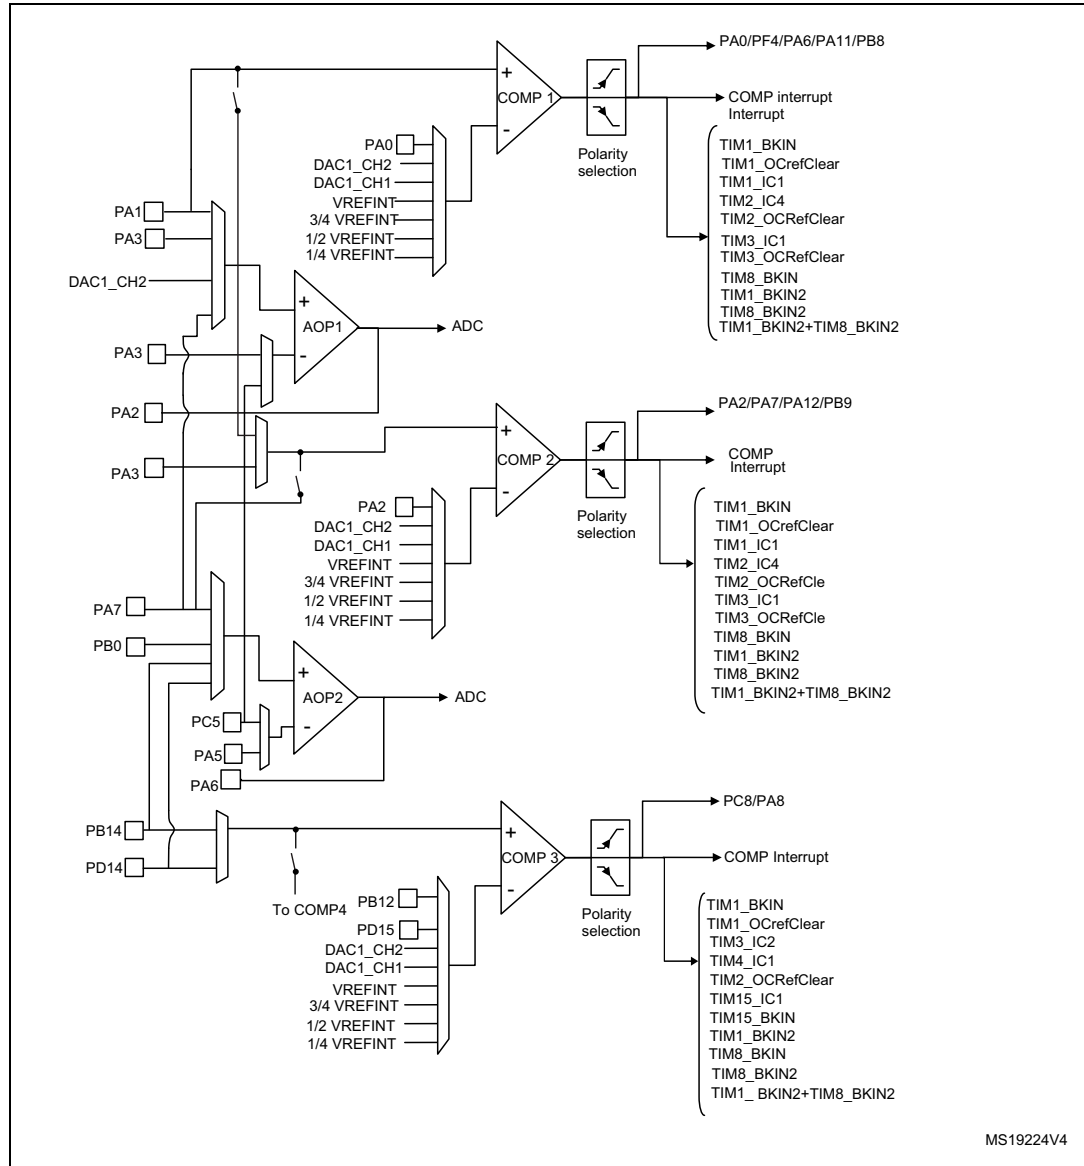 PA0/PF4/PA6/PA11/PB8
+
COMP 1
-
COMP interrupt
Interrupt
Polarity
selection
PA0
DAC1_CH2
DAC1_CH1
VREFINT
3/4 VREFINT
1/2 VREFINT
1/4 VREFINT
TIM1_BKIN
TIM1_OCrefClear
TIM1_IC1
TIM2_IC4
TIM2_OCRefClear
TIM3_IC1
TIM3_OCRefClear
TIM8_BKIN
TIM1_BKIN2
TIM8_BKIN2
TIM1_BKIN2+TIM8_BKIN2
PA1
PA3
DAC1_CH2
+
AOP1
-
ADC
PA3
PA2
PA3
PA2/PA7/PA12/PB9
+
COMP 2
-
COMP
Interrupt
Polarity
selection
PA2
DAC1_CH2
DAC1_CH1
VREFINT
3/4 VREFINT
1/2 VREFINT
1/4 VREFINT
TIM1_BKIN
TIM1_OCrefClear
TIM1_IC1
TIM2_IC4
TIM2_OCRefCle
TIM3_IC1
TIM3_OCRefCle
TIM8_BKIN
TIM1_BKIN2
TIM8_BKIN2
TIM1_BKIN2+TIM8_BKIN2
PA7
PB0
+
AOP2
-
ADC
PC5
PA5
PA6
PC8/PA8
PB14
PD14
+
COMP 3
-
COMP Interrupt
To COMP4
Polarity
selection
PB12
PD15
DAC1_CH2
DAC1_CH1
VREFINT
3/4 VREFINT
1/2 VREFINT
1/4 VREFINT
TIM1_BKIN
TIM1_OCrefClear
TIM3_IC2
TIM4_IC1
TIM2_OCRefClear
TIM15_IC1
TIM15_BKIN
TIM1_BKIN2
TIM8_BKIN
TIM8_BKIN2
TIM1_ BKIN2+TIM8_BKIN2
MS19224V4